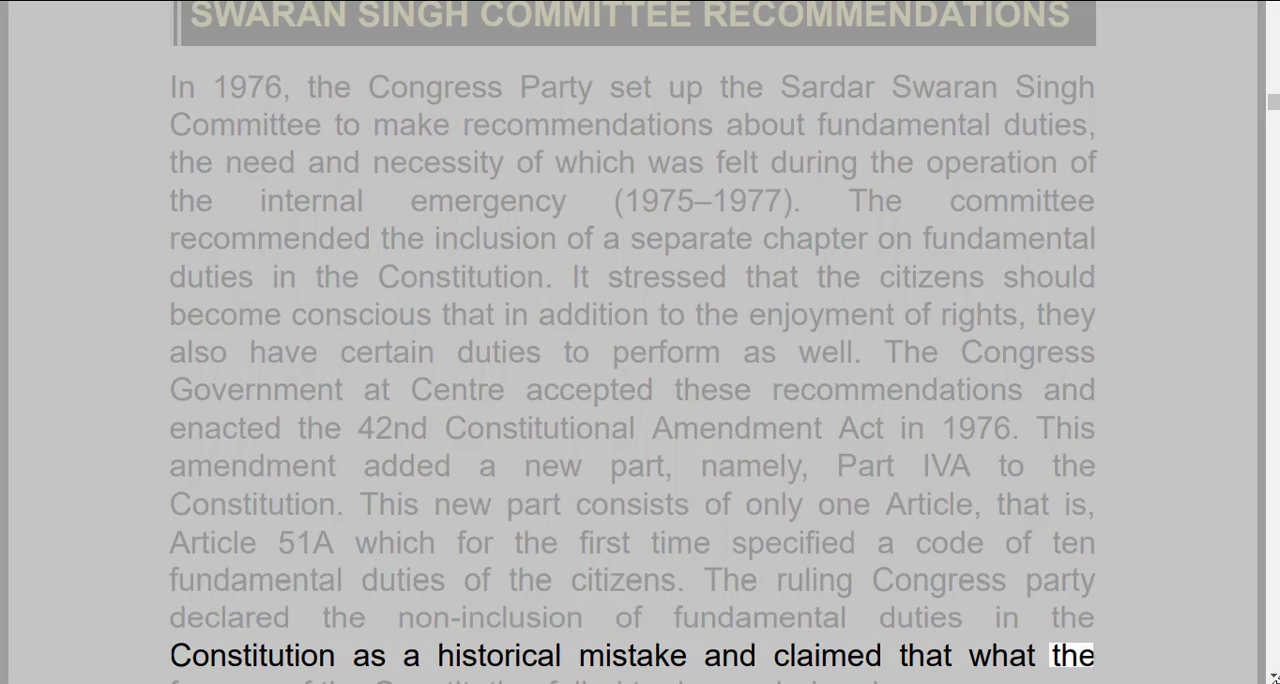 SWARAN SINGH COMMITTEE RECOMMENDATIONS
In 1976, the Congress Party set up the Sardar Swaran Singh
Committee to make recommendations about fundamental duties,
the need and necessity of which was felt during the operation of
the internal emergency (1975–1977). The committee
recommended the inclusion of a separate chapter on fundamental
duties in the Constitution. It stressed that the citizens should
become conscious that in addition to the enjoyment of rights, they
also have certain duties to perform as well. The Congress
Government at Centre accepted these recommendations and
enacted the 42nd Constitutional Amendment Act in 1976. This
amendment added a new part, namely, Part IVA to the
Constitution. This new part consists of only one Article, that is,
Article 51A which for the first time specified a code of ten
fundamental duties of the citizens. The ruling Congress party
declared the non-inclusion of fundamental duties in the
Constitution as a historical mistake and claimed that what the